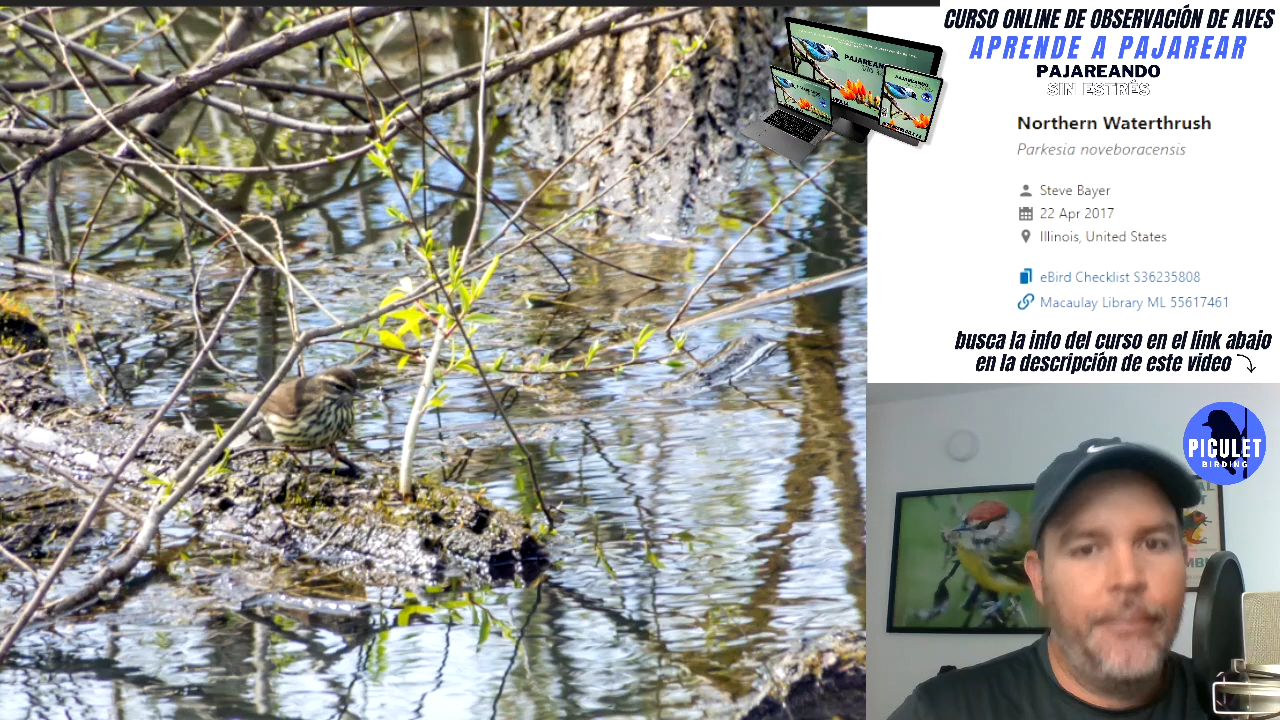 CURSO ONLINE DE OBSERVACIÓN DE AVES
APRENDE A PAJAREAR
PAJAREANDO
SIN ESTRÉS
Northern Waterthrush
Parkesia noveboracensis
Steve Bayer
22 Apr 2017
Illinois, United States
eBird Checklist S36235808
Macaulay Library ML 55617461
busca la info del curso en el link abajo
en la descripción de este video
PICULET
BIRDING